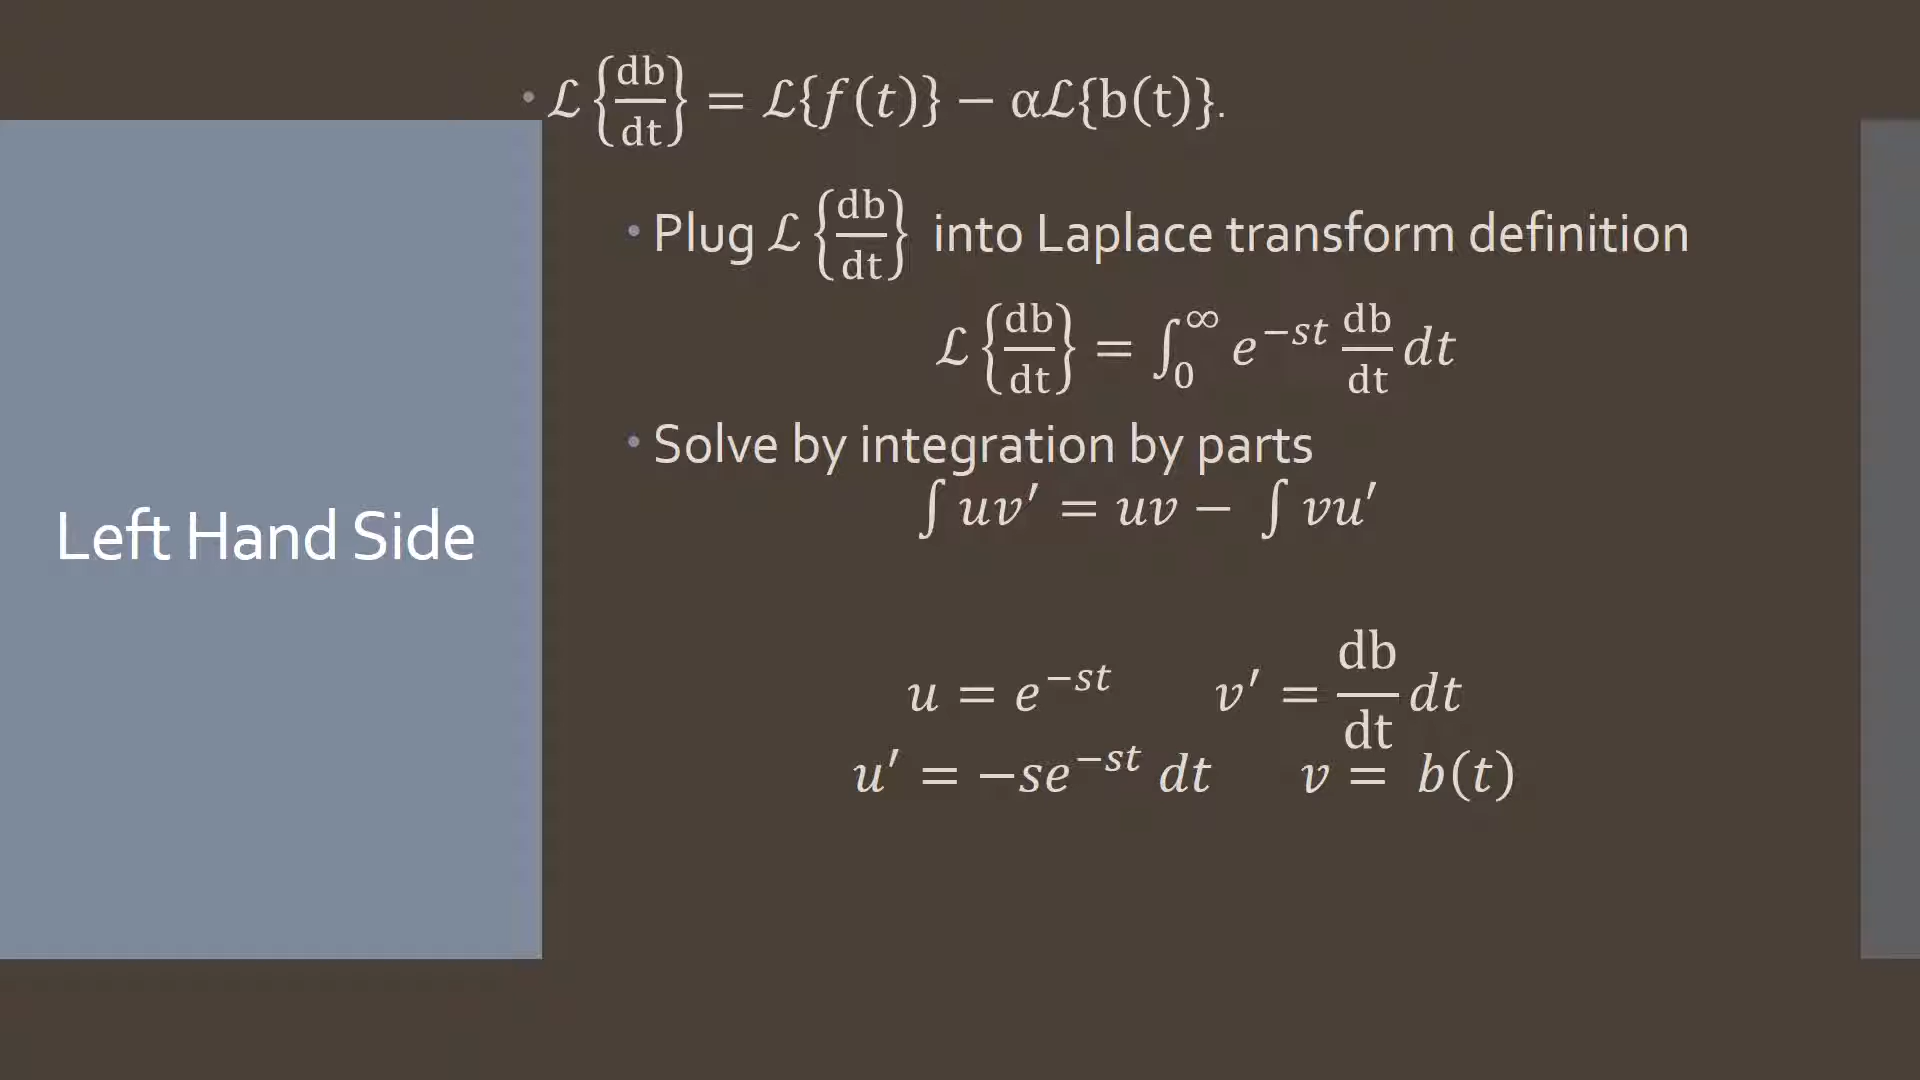 • ℒ{db/dt} = ℒ{f(t)} − αℒ{b(t)}.
• Plug ℒ{db/dt} into Laplace transform definition
ℒ{db/dt} = ∫₀^∞ e^−st db/dt dt
• Solve by integration by parts
∫ uv′ = uv − ∫ vu′
Left Hand Side
u = e^−st v′ = db/dt dt
u′ = −se^−st dt v = b(t)